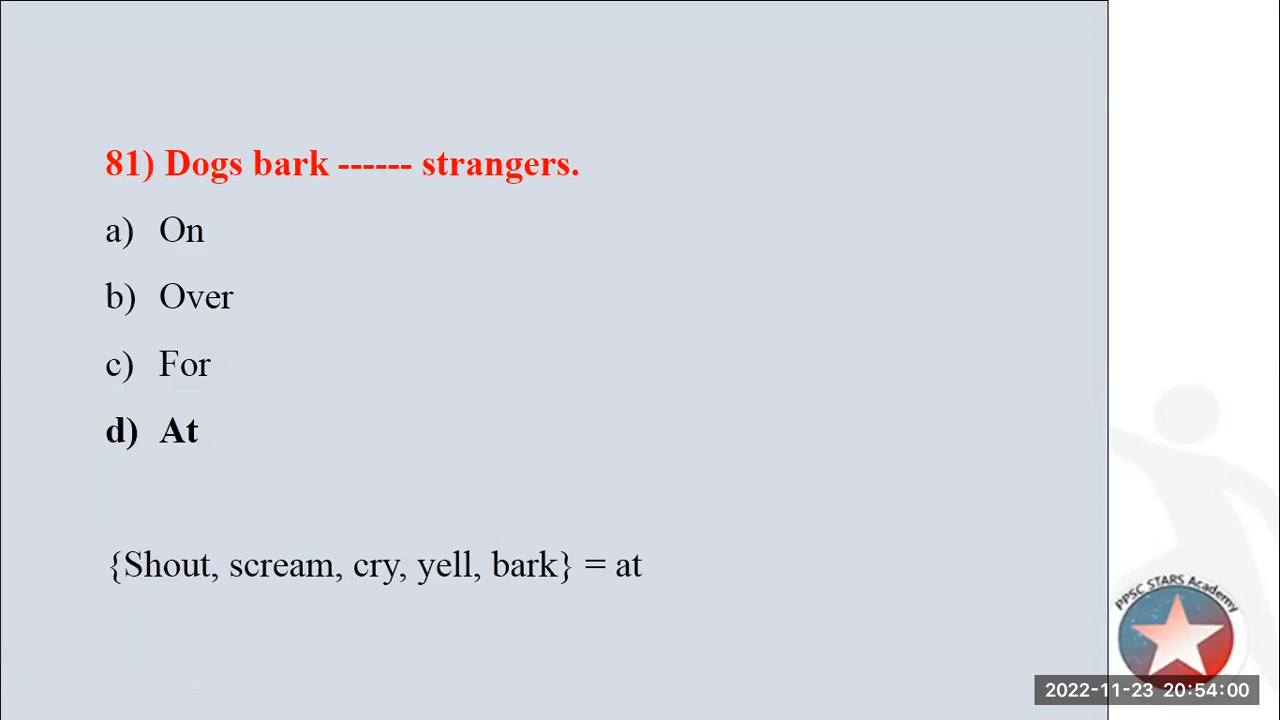 81) Dogs bark ------ strangers.
a) On
b) Over
c) For
d) At
{Shout, scream, cry, yell, bark} = at
PPSC STARS Academy
2022-11-23 20:54:00